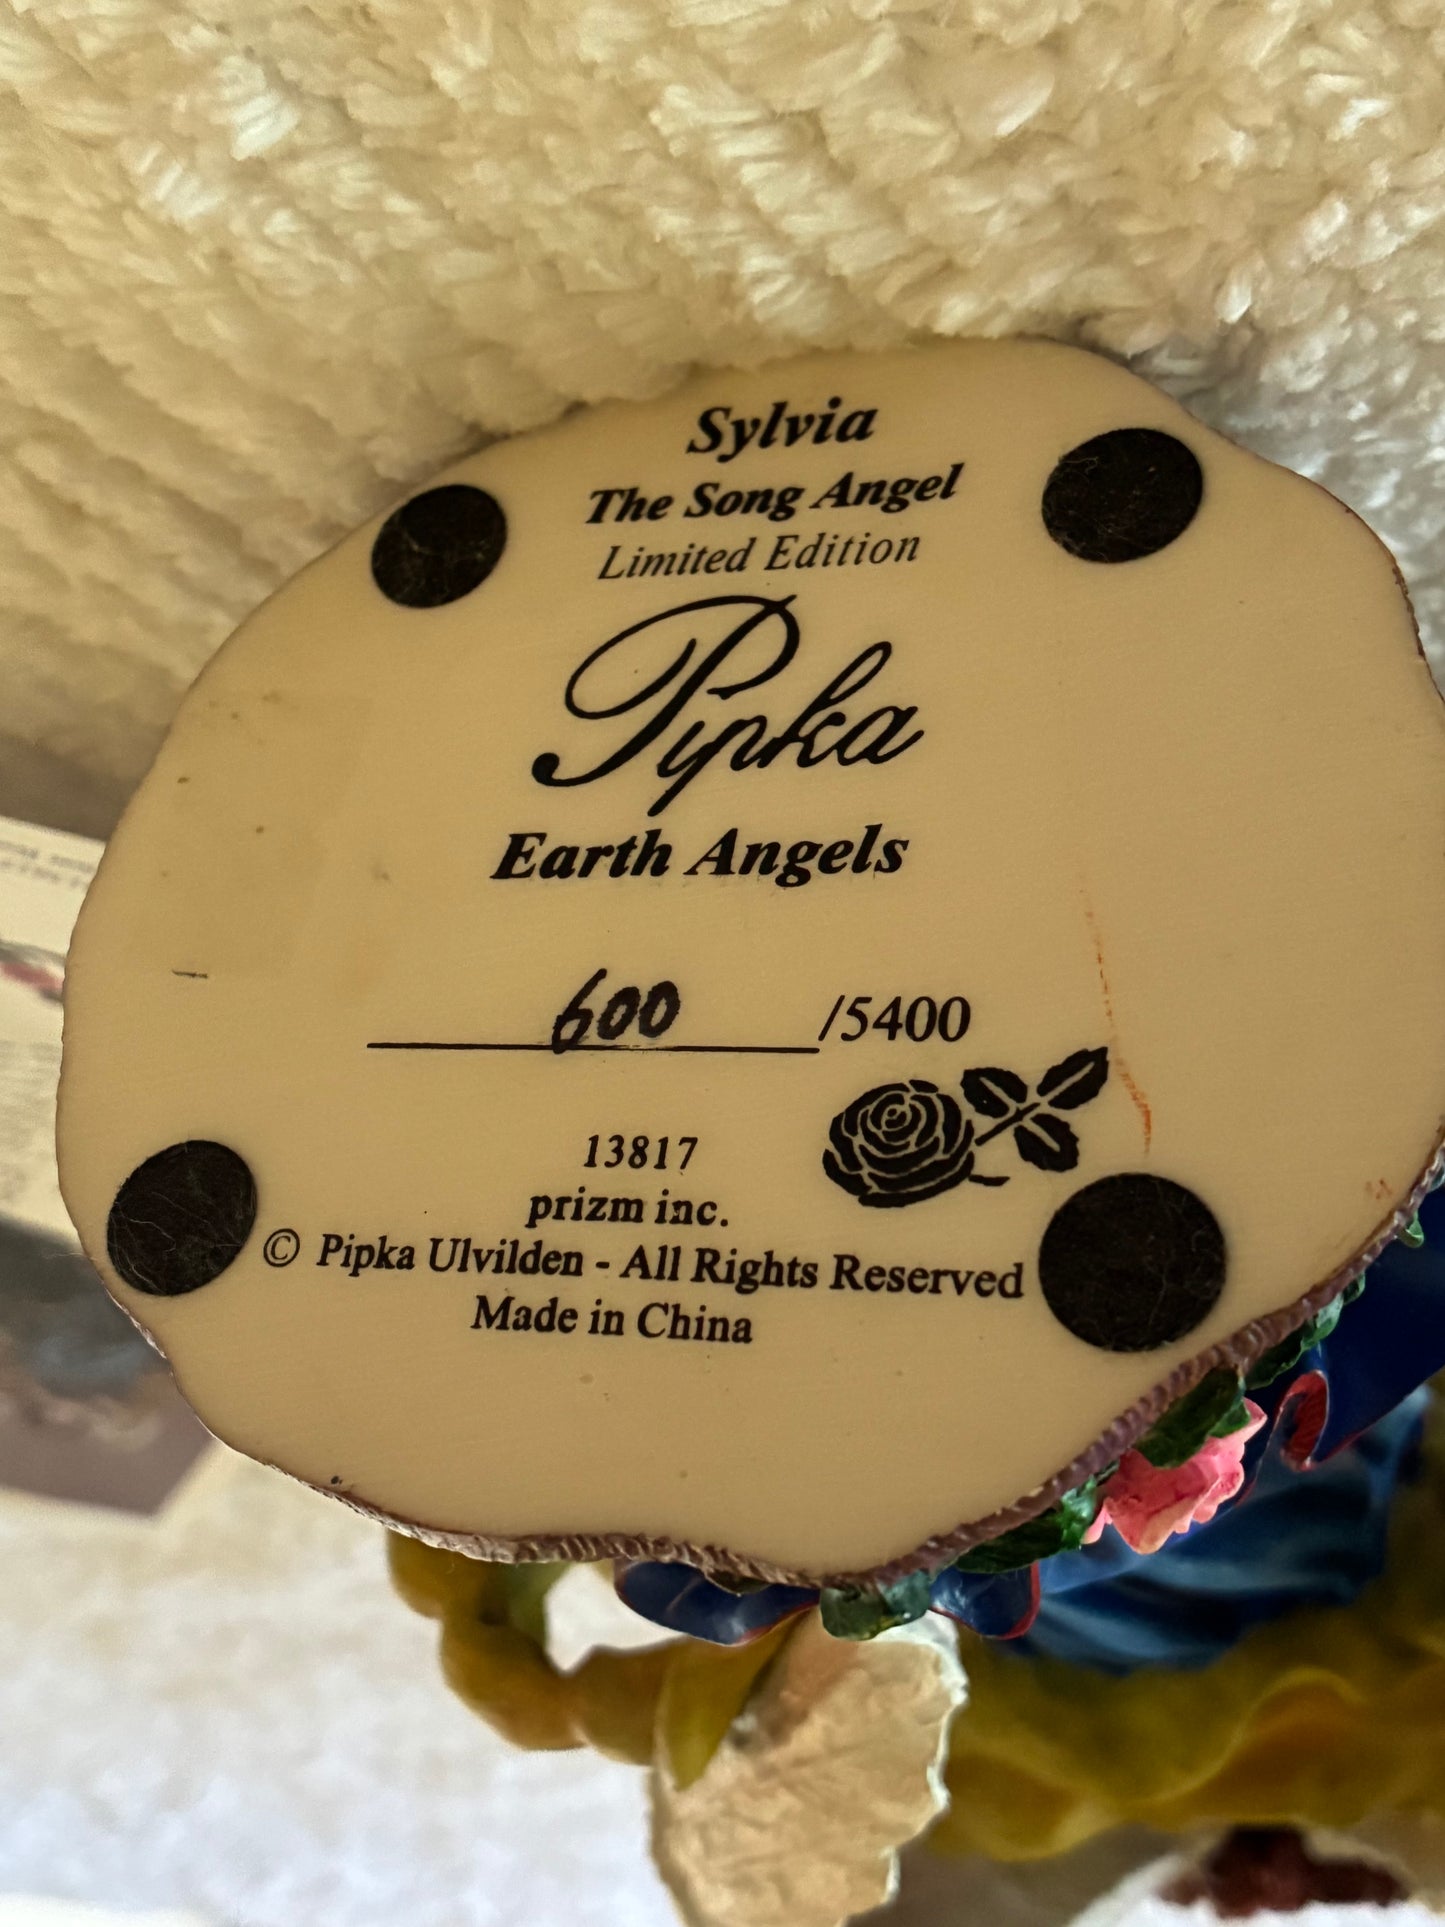 Sylvia
The Song Angel
Limited Edition
Pipka
Earth Angels
600 /5400
13817
prizm inc.
© Pipka Ulvilden - All Rights Reserved
Made in China